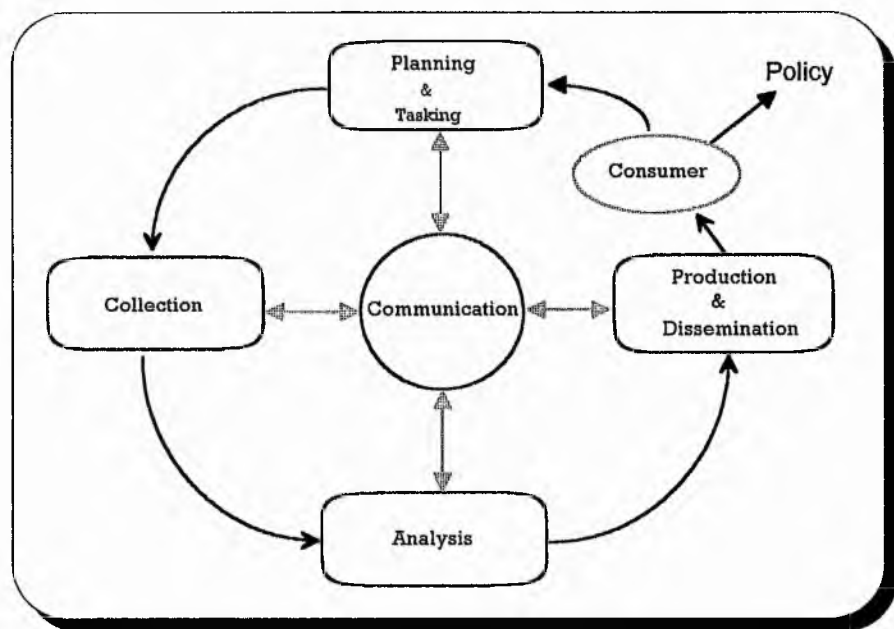 Planning
&
Tasking
Policy
Consumer
Collection
Communication
Production
&
Dissemination
Analysis